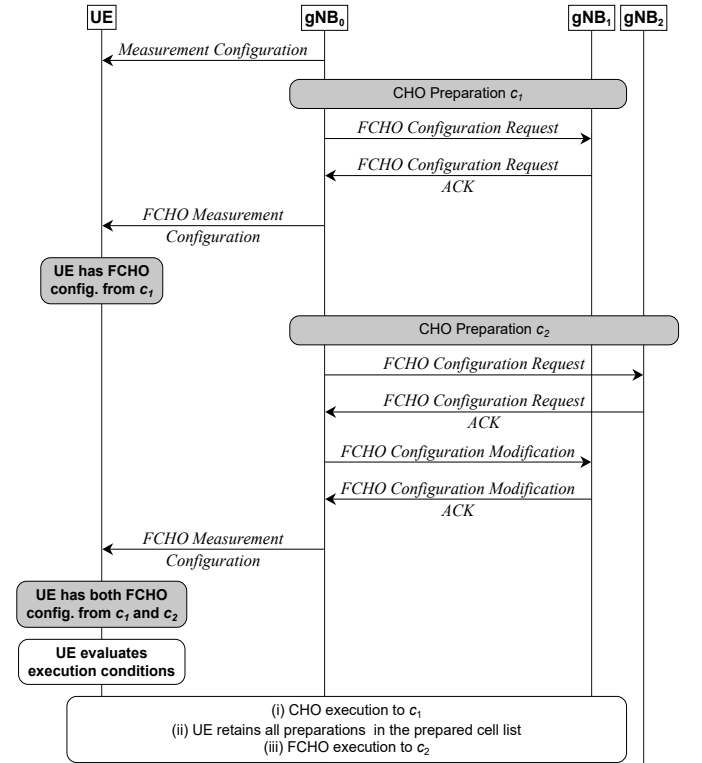 UE gNB₀ gNB₁ gNB₂
Measurement Configuration
CHO Preparation c₁
FCHO Configuration Request
FCHO Configuration Request
ACK
FCHO Measurement
Configuration
UE has FCHO
config. from c₁
CHO Preparation c₂
FCHO Configuration Request
FCHO Configuration Request
ACK
FCHO Configuration Modification
FCHO Configuration Modification
ACK
FCHO Measurement
Configuration
UE has both FCHO
config. from c₁ and c₂
UE evaluates
execution conditions
(i) CHO execution to c₁
(ii) UE retains all preparations in the prepared cell list
(iii) FCHO execution to c₂